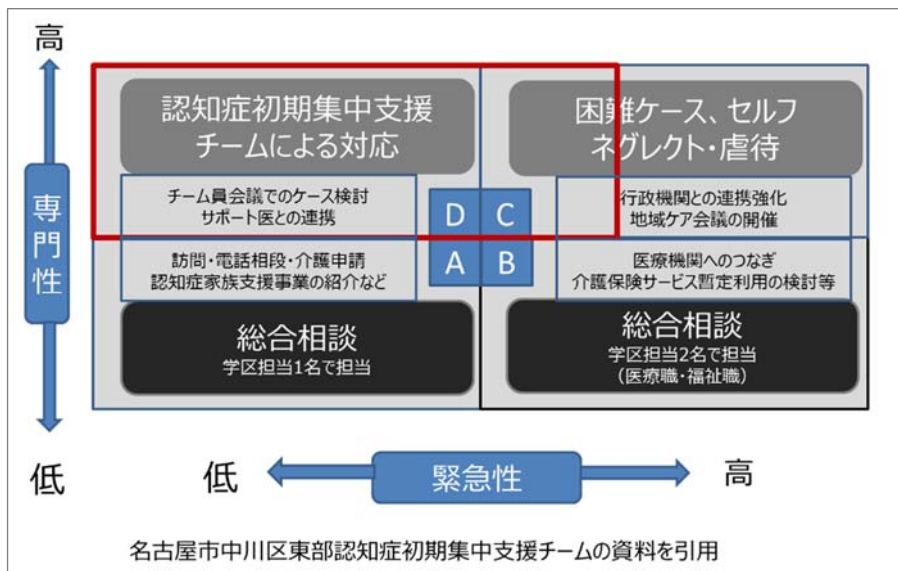 高
認知症初期集中支援
チームによる対応
困難ケース、セルフ
ネグレクト・虐待
チーム員会議でのケース検討
サポート医との連携
行政機関との連携強化
地域ケア会議の開催
D C
A B
専門性
訪問・電話相段・介護申請
認知症家族支援事業の紹介など
医療機関へのつなぎ
介護保険サービス暫定利用の検討等
総合相談
学区担当1名で担当
総合相談
学区担当2名で担当
（医療職・福祉職）
低
低
緊急性
高
名古屋市中川区東部認知症初期集中支援チームの資料を引用